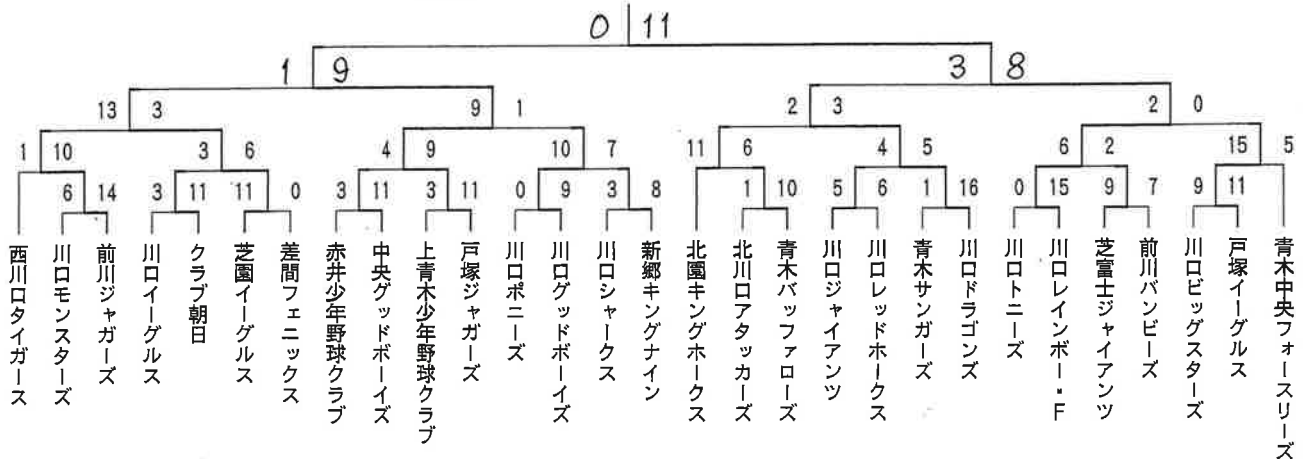 0 11
1 9 3 8
13 3 9 1 2 3 2 0
1 10 3 6 4 9 10 7 11 6 4 5 6 2 15 5
6 14 3 11 11 0 3 11 3 11 0 9 3 8 1 10 5 6 1 16 0 15 9 7 9 11
西川口タイガース
川口モンスターズ
前川ジャガーズ
川口イーグルス
クラブ朝日
芝園イーグルス
差間フェニックス
赤井少年野球クラブ
中央グッドボーイズ
上青木少年野球クラブ
戸塚ジャガーズ
川口ポニーズ
川口グッドボーイズ
川口シャークス
新郷キングナイン
北園キングホークス
北川口アタッカーズ
青木バッファローズ
川口ジャイアンツ
川口レッドホークス
青木サンガーズ
川口ドラゴンズ
川口トニーズ
川口レインボー・F
芝富士ジャイアンツ
前川バンビーズ
川口ビッグスターズ
戸塚イーグルス
青木中央フォースリーズ